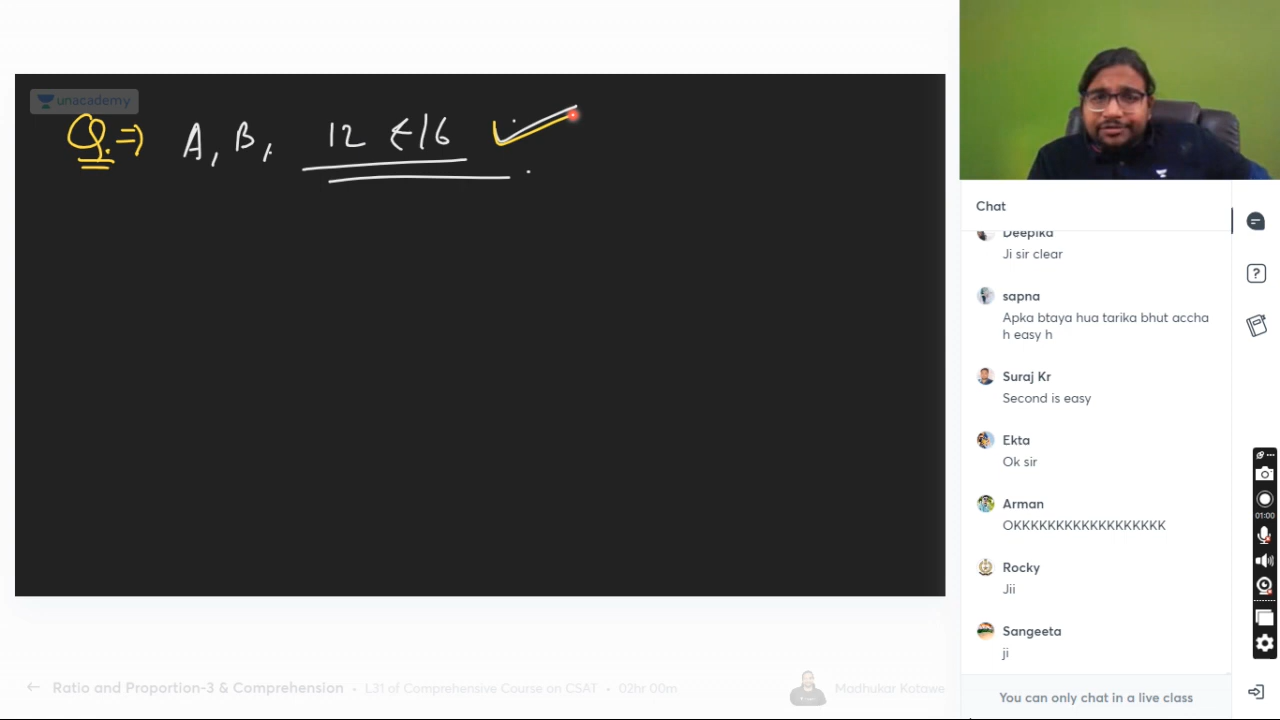 unacademy
Q. ⇒ A, B, 12 < 16
Chat
Deepika
Ji sir clear
sapna
Apka btaya hua tarika bhut accha
h easy h
Suraj Kr
Second is easy
Ekta
Ok sir
Arman
OKKKKKKKKKKKKKKKKKK
Rocky
Jii
Sangeeta
ji
01:00
Ratio and Proportion-3 & Comprehension • L31 of Comprehensive Course on CSAT • 02hr 00m
Madhukar Kotawe
You can only chat in a live class